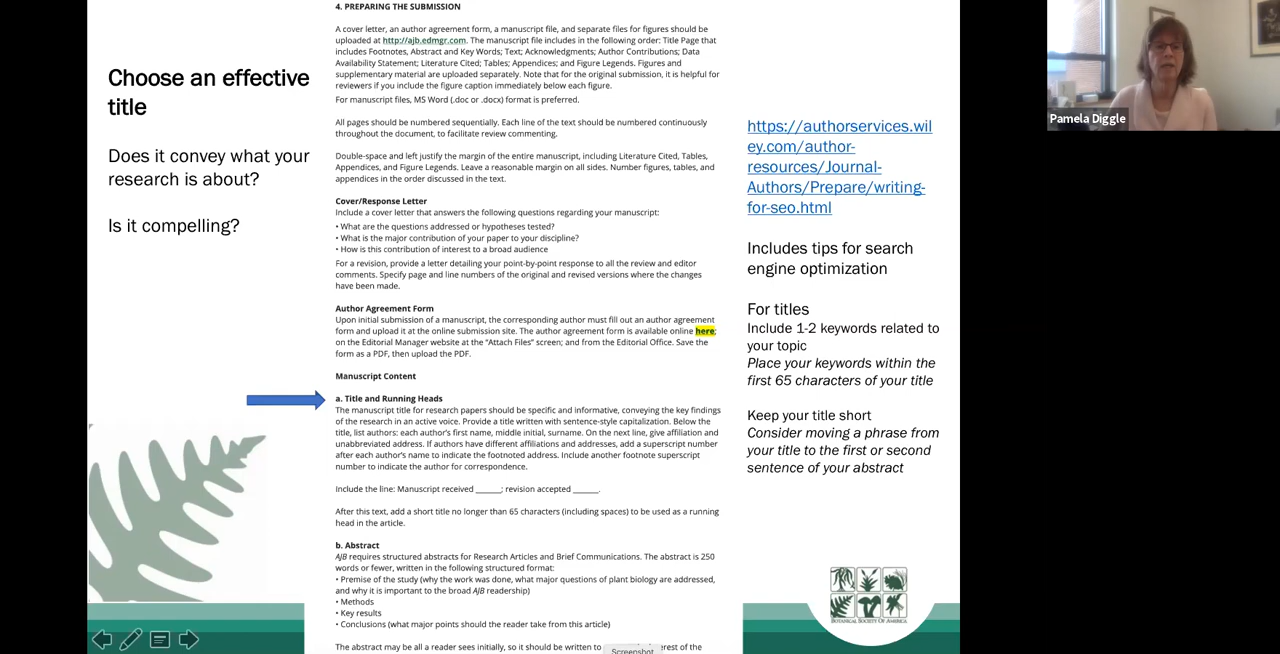 Choose an effective
title
Does it convey what your
research is about?
Is it compelling?
4. PREPARING THE SUBMISSION
A cover letter, an author agreement form, a manuscript file, and separate files for figures should be
uploaded at http://ajb.edmgr.com. The manuscript file includes in the following order: Title Page that
includes Footnotes, Abstract and Key Words; Text; Acknowledgments; Author Contributions; Data
Availability Statement; Literature Cited; Tables; Appendices; and Figure Legends. Figures and
supplementary material are uploaded separately. Note that for the original submission, it is helpful for
reviewers if you include the figure caption immediately below each figure.
For manuscript files, MS Word (.doc or .docx) format is preferred.
All pages should be numbered sequentially. Each line of the text should be numbered continuously
throughout the document, to facilitate review commenting.
Double-space and left justify the margin of the entire manuscript, including Literature Cited, Tables,
Appendices, and Figure Legends. Leave a reasonable margin on all sides. Number figures, tables, and
appendices in the order discussed in the text.
Cover/Response Letter
Include a cover letter that answers the following questions regarding your manuscript:
• What are the questions addressed or hypotheses tested?
• What is the major contribution of your paper to your discipline?
• How is this contribution of interest to a broad audience
For a revision, provide a letter detailing your point-by-point response to all the review and editor
comments. Specify page and line numbers of the original and revised versions where the changes
have been made.
Author Agreement Form
Upon initial submission of a manuscript, the corresponding author must fill out an author agreement
form and upload it at the online submission site. The author agreement form is available online here;
on the Editorial Manager website at the “Attach Files” screen; and from the Editorial Office. Save the
form as a PDF, then upload the PDF.
Manuscript Content
a. Title and Running Heads
The manuscript title for research papers should be specific and informative, conveying the key findings
of the research in an active voice. Provide a title written with sentence-style capitalization. Below the
title, list authors: each author’s first name, middle initial, surname. On the next line, give affiliation and
unabbreviated address. If authors have different affiliations and addresses, add a superscript number
after each author’s name to indicate the footnoted address. Include another footnote superscript
number to indicate the author for correspondence.
Include the line: Manuscript received ______; revision accepted ______.
After this text, add a short title no longer than 65 characters (including spaces) to be used as a running
head in the article.
b. Abstract
AJB requires structured abstracts for Research Articles and Brief Communications. The abstract is 250
words or fewer, written in the following structured format:
• Premise of the study (why the work was done, what major questions of plant biology are addressed,
and why it is important to the broad AJB readership)
• Methods
• Key results
• Conclusions (what major points should the reader take from this article)
The abstract may be all a reader sees initially, so it should be written to
of the
Screenshot
https://authorservices.wil
ey.com/author-
resources/Journal-
Authors/Prepare/writing-
for-seo.html
Includes tips for search
engine optimization
For titles
Include 1-2 keywords related to
your topic
Place your keywords within the
first 65 characters of your title
Keep your title short
Consider moving a phrase from
your title to the first or second
sentence of your abstract
BOTANICAL SOCIETY OF AMERICA
Pamela Diggle